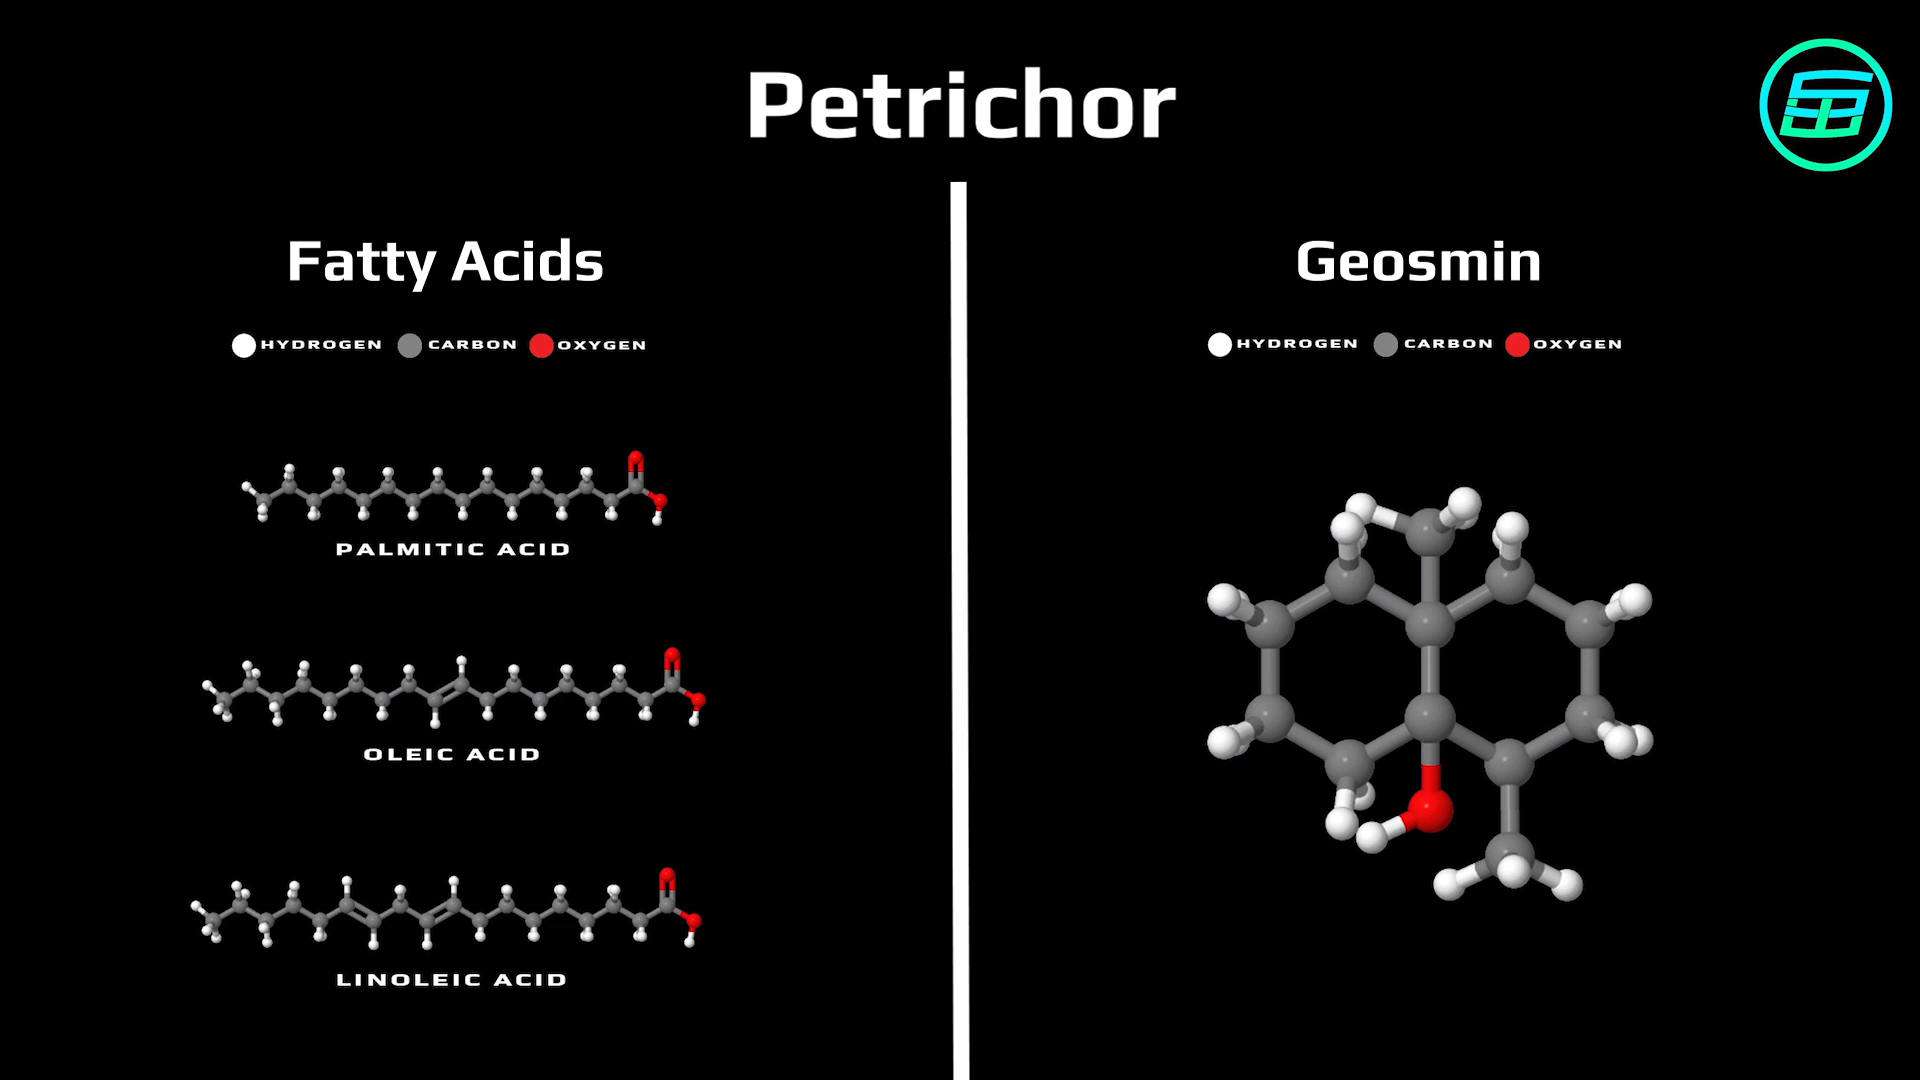 Petrichor
Fatty Acids
HYDROGEN CARBON OXYGEN
PALMITIC ACID
OLEIC ACID
LINOLEIC ACID
Geosmin
HYDROGEN CARBON OXYGEN